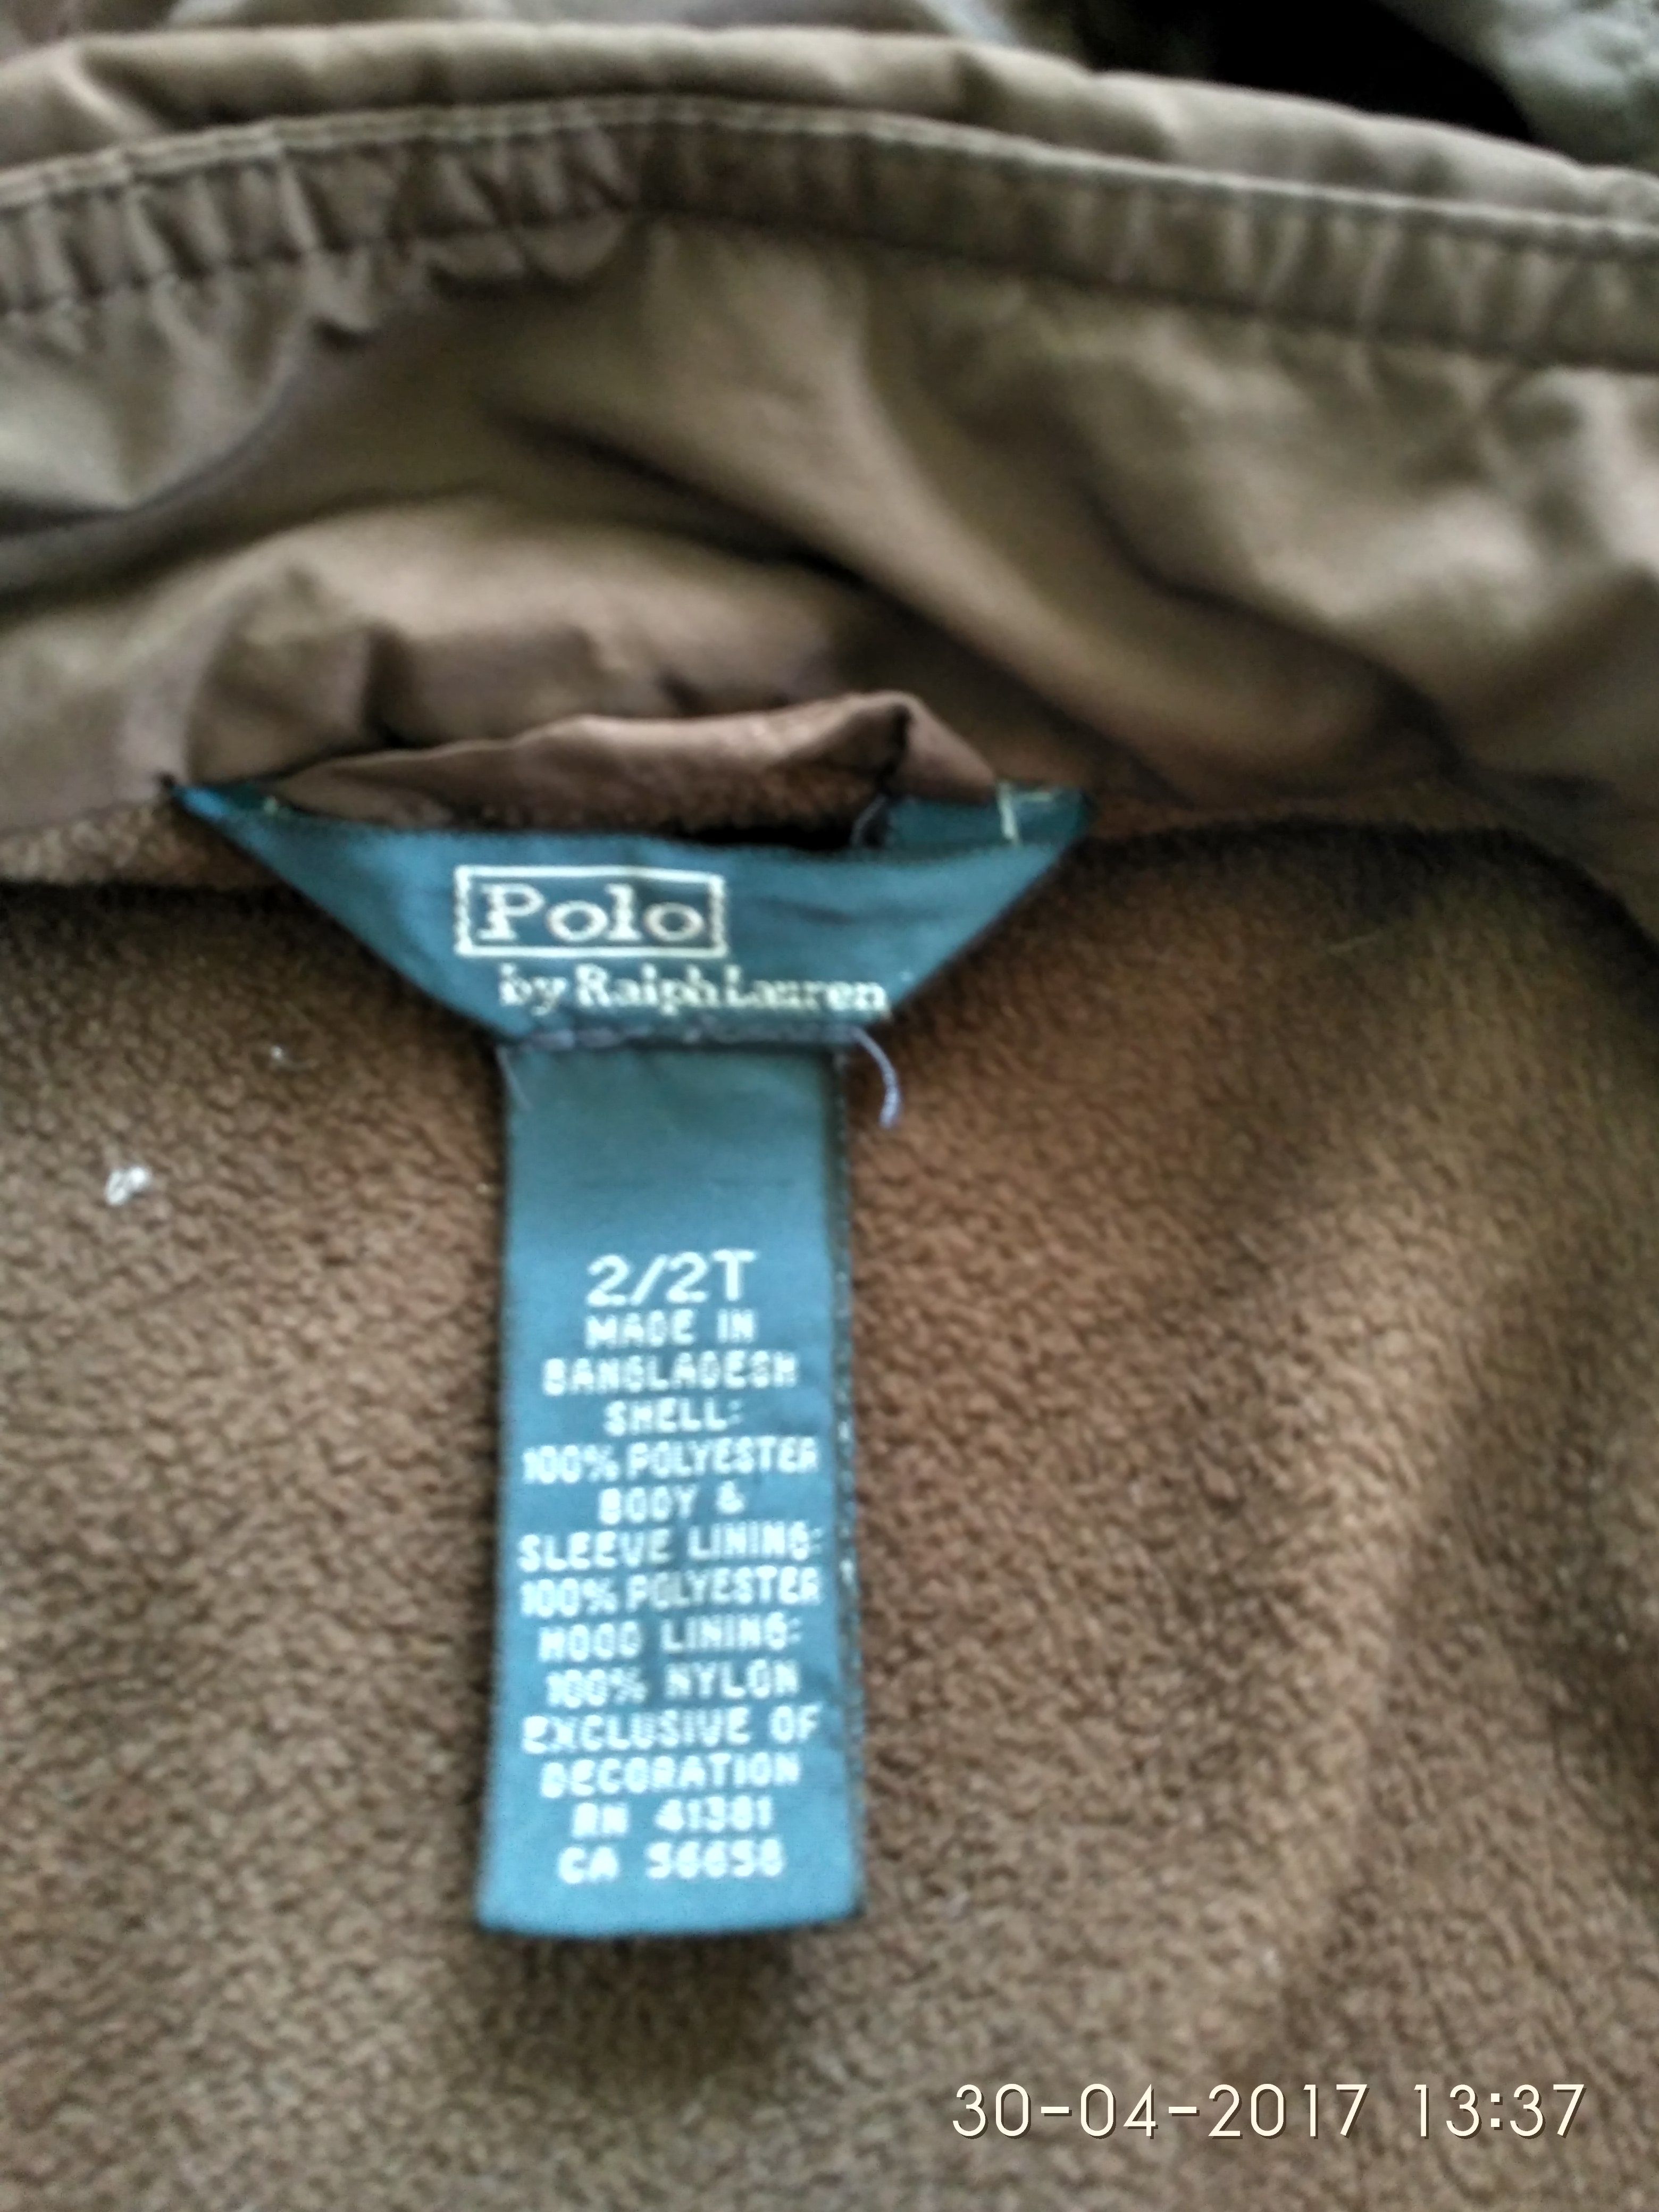 Polo
by Ralph Lauren
2/2T
MADE IN
BANGLADESH
SHELL:
100% POLYESTER
BODY &
SLEEVE LINING:
100% POLYESTER
HOOD LINING:
100% NYLON
EXCLUSIVE OF
DECORATION
RN 41381
CA 56658
30-04-2017 13:37